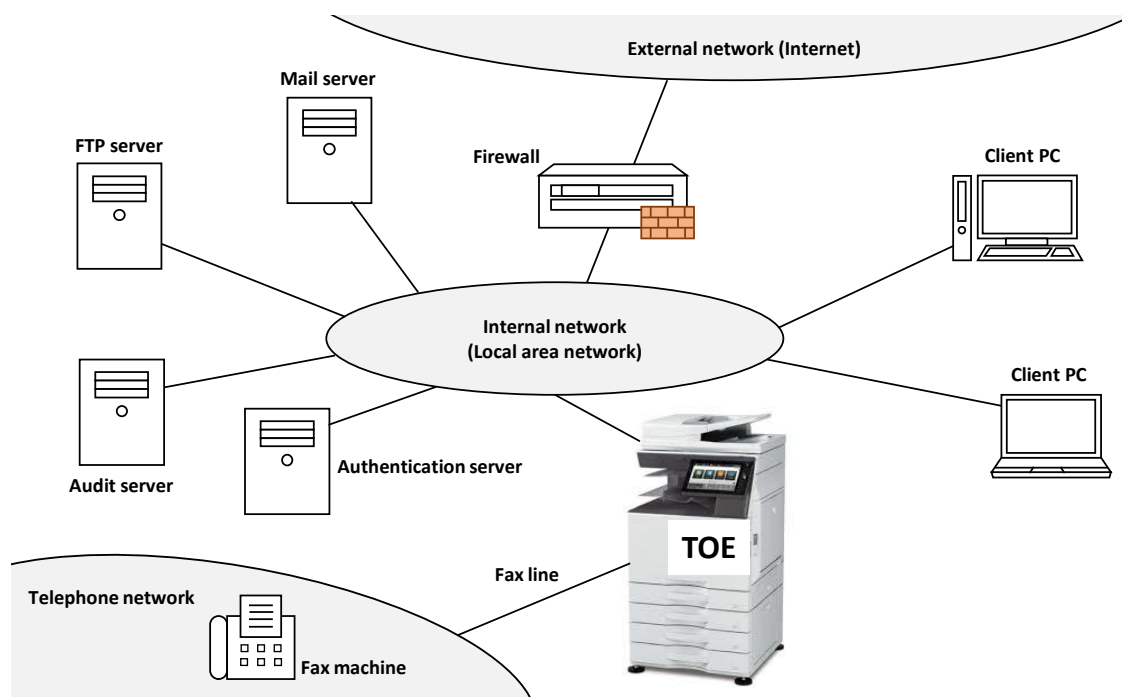 External network (Internet)
Mail server
FTP server
Firewall
Client PC
Internal network
(Local area network)
Client PC
Audit server
Authentication server
TOE
Fax line
Telephone network
Fax machine